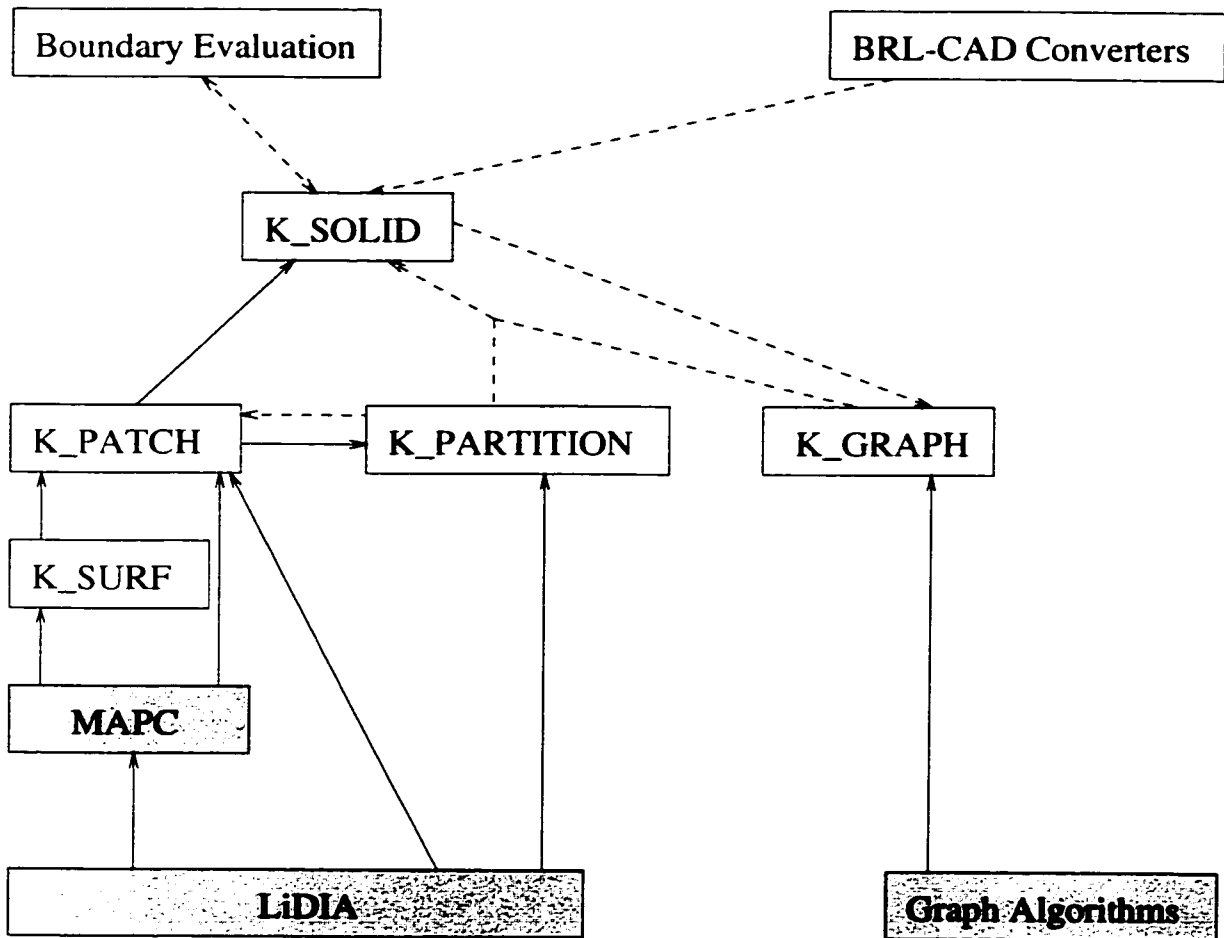 Boundary Evaluation
BRL-CAD Converters
K_SOLID
K_PATCH
K_PARTITION
K_GRAPH
K_SURF
MAPC
LiDIA
Graph Algorithms